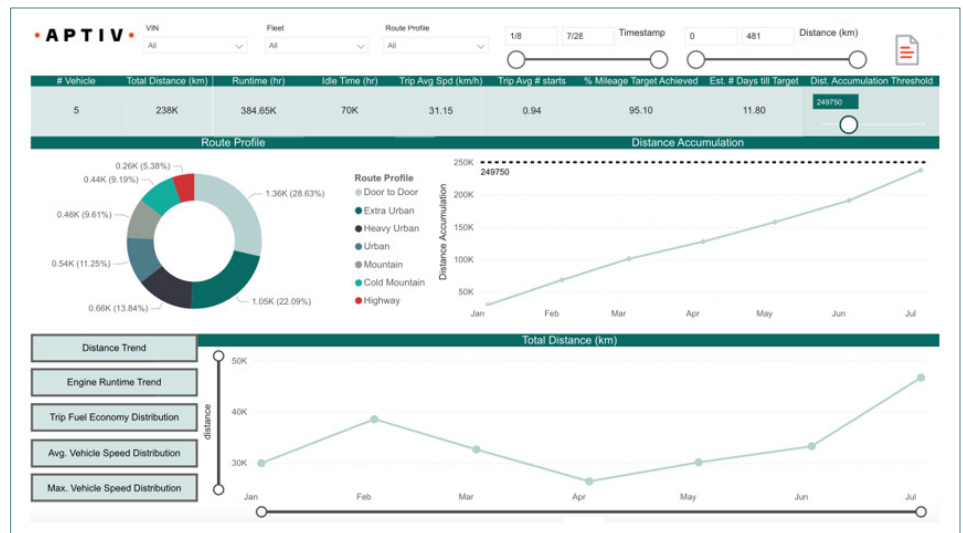 • A P T I V •
VIN
All
Fleet
All
Route Profile
All
1/8
7/28
Timestamp
0
481
Distance (km)
# Vehicle
Total Distance (km)
Runtime (hr)
Idle Time (hr)
Trip Avg Spd (km/h)
Trip Avg # starts
% Mileage Target Achieved
Est. # Days till Target
Dist. Accumulation Threshold
5
238K
384.65K
70K
31.15
0.94
95.10
11.80
249750
Route Profile
0.26K (5.38%)
0.44K (9.19%)
0.46K (9.61%)
0.54K (11.25%)
0.66K (13.84%)
1.36K (28.63%)
1.05K (22.09%)
Route Profile
Door to Door
Extra Urban
Heavy Urban
Urban
Mountain
Cold Mountain
Highway
Distance Accumulation
Distance Accumulation
250K
249750
200K
150K
100K
50K
Jan
Feb
Mar
Apr
May
Jun
Jul
Distance Trend
Engine Runtime Trend
Trip Fuel Economy Distribution
Avg. Vehicle Speed Distribution
Max. Vehicle Speed Distribution
Total Distance (km)
distance
50K
40K
30K
Jan
Feb
Mar
Apr
May
Jun
Jul